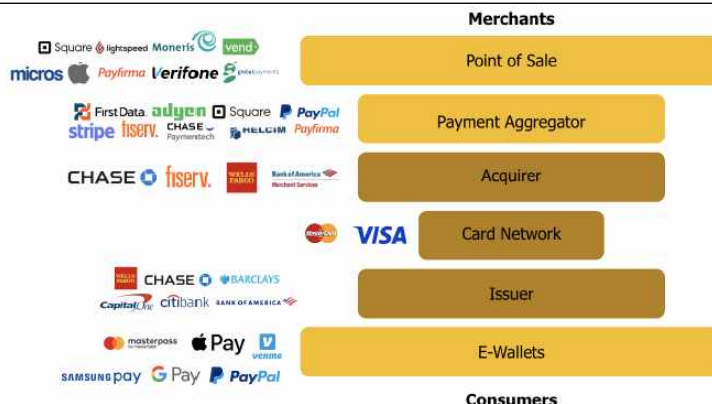 Merchants
Square lightspeed Moneris vend
micros Payfirma Verifone globalpayments
Point of Sale
First Data adyen Square PayPal
stripe fiserv. CHASE Paymentech HELCIM Payfirma
Payment Aggregator
CHASE fiserv. WELLS FARGO Bank of America Merchant Services
Acquirer
MasterCard VISA
Card Network
WELLS FARGO CHASE BARCLAYS
Capital One citibank BANK OF AMERICA
Issuer
masterpass Pay venmo
SAMSUNG pay G Pay PayPal
E-Wallets
Consumers